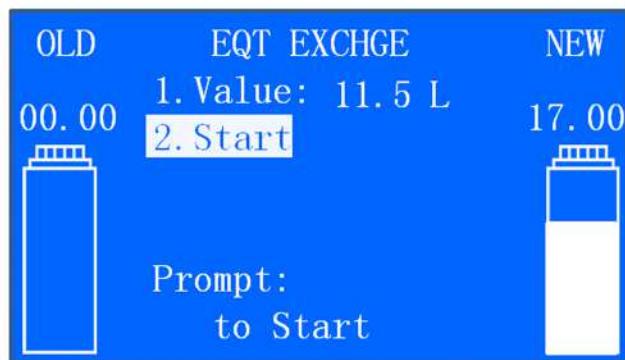 OLD EQT EXCHGE NEW
1.Value: 11.5 L
00.00 17.00
2.Start
Prompt:
to Start